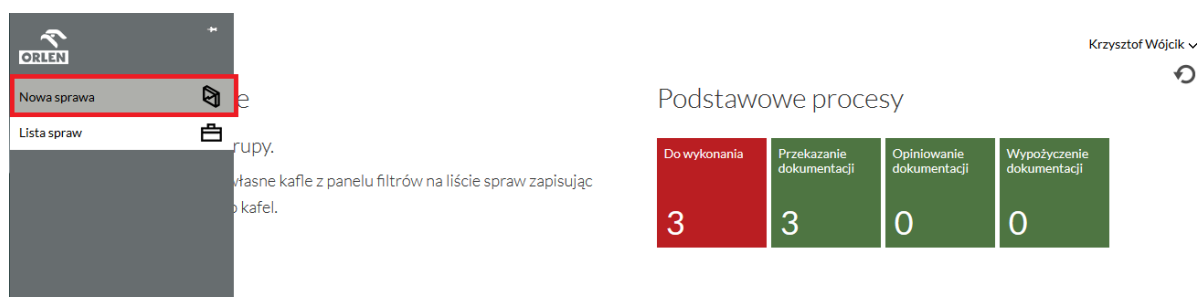 ORLEN
Nowa sprawa
Lista spraw
e
rupy.
własne kafle z panelu filtrów na liście spraw zapisując
o kafel.
Krzysztof Wójcik
Podstawowe procesy
Do wykonania
3
Przekazanie
dokumentacji
3
Opiniowanie
dokumentacji
0
Wypożyczenie
dokumentacji
0